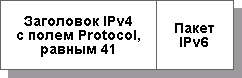 Заголовок IPv4
с полем Protocol,
равным 41
Пакет
IPv6